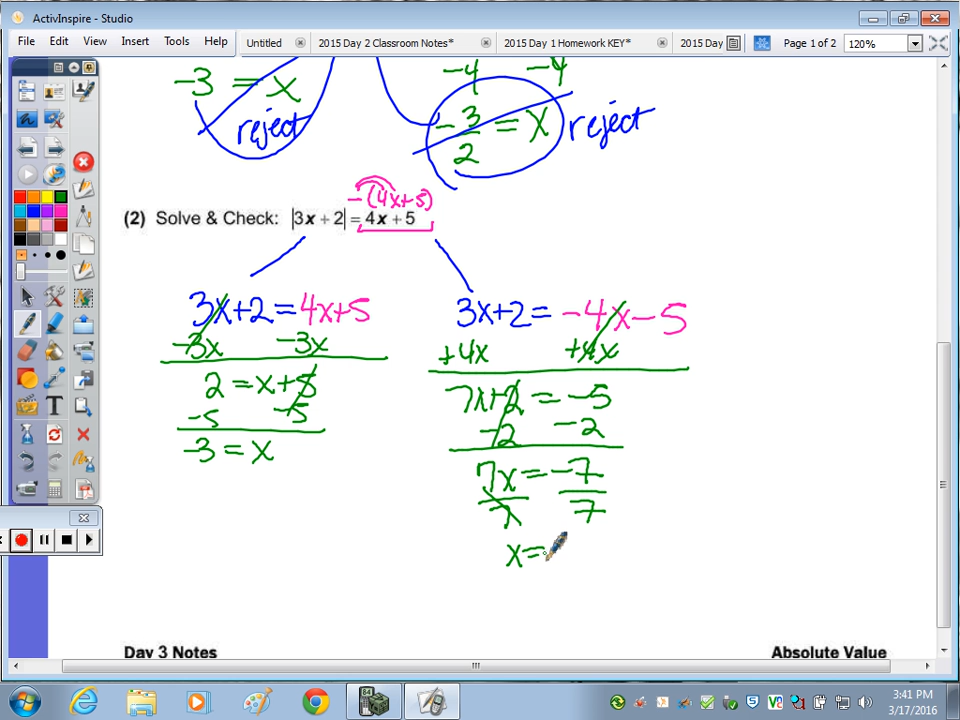 ActivInspire - Studio
File Edit View Insert Tools Help Untitled 2015 Day 2 Classroom Notes* 2015 Day 1 Homework KEY* 2015 Day Page 1 of 2 120%
-4 -4
-3 = x
reject
-3/2 = x reject
-(4x+5)
(2) Solve & Check: |3x + 2| = 4x + 5
3x+2 = 4x+5 3x+2 = -4x-5
-3x -3x +4x +4x
2 = x+5 7x+2 = -5
-5 -5 -2 -2
-3 = x 7x = -7
7 7
x =
Day 3 Notes Absolute Value
3:41 PM
3/17/2016